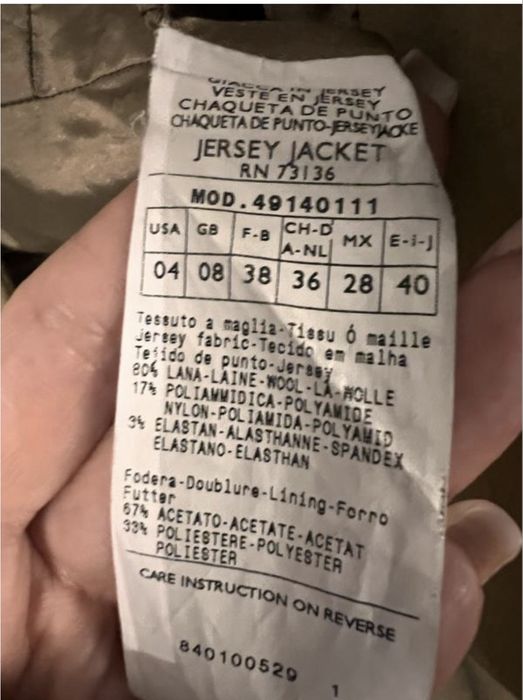 GIACCA IN JERSEY
VESTE EN JERSEY
CHAQUETA DE PUNTO
CHAQUETA DE PUNTO-JERSEYJACKE
JERSEY JACKET
RN 73136
MOD.49140111
USA GB F-B CH-D A-NL MX E-I-J
04 08 38 36 28 40
Tessuto a maglia-Tissu ó maille
Jersey fabric-Tecido em malha
Tejido de punto-Jersey
80% LANA-LAINE-WOOL-LA-WOLLE
17% POLIAMMIDICA-POLYAMIDE
NYLON-POLIAMIDA-POLYAMID
3% ELASTAN-ALASTHANNE-SPANDEX
ELASTANO-ELASTHAN
Fodera-Doublure-Lining-Forro
Futter
67% ACETATO-ACETATE-ACETAT
33% POLIESTERE-POLYESTER
POLIESTER
CARE INSTRUCTION ON REVERSE
840100529 1